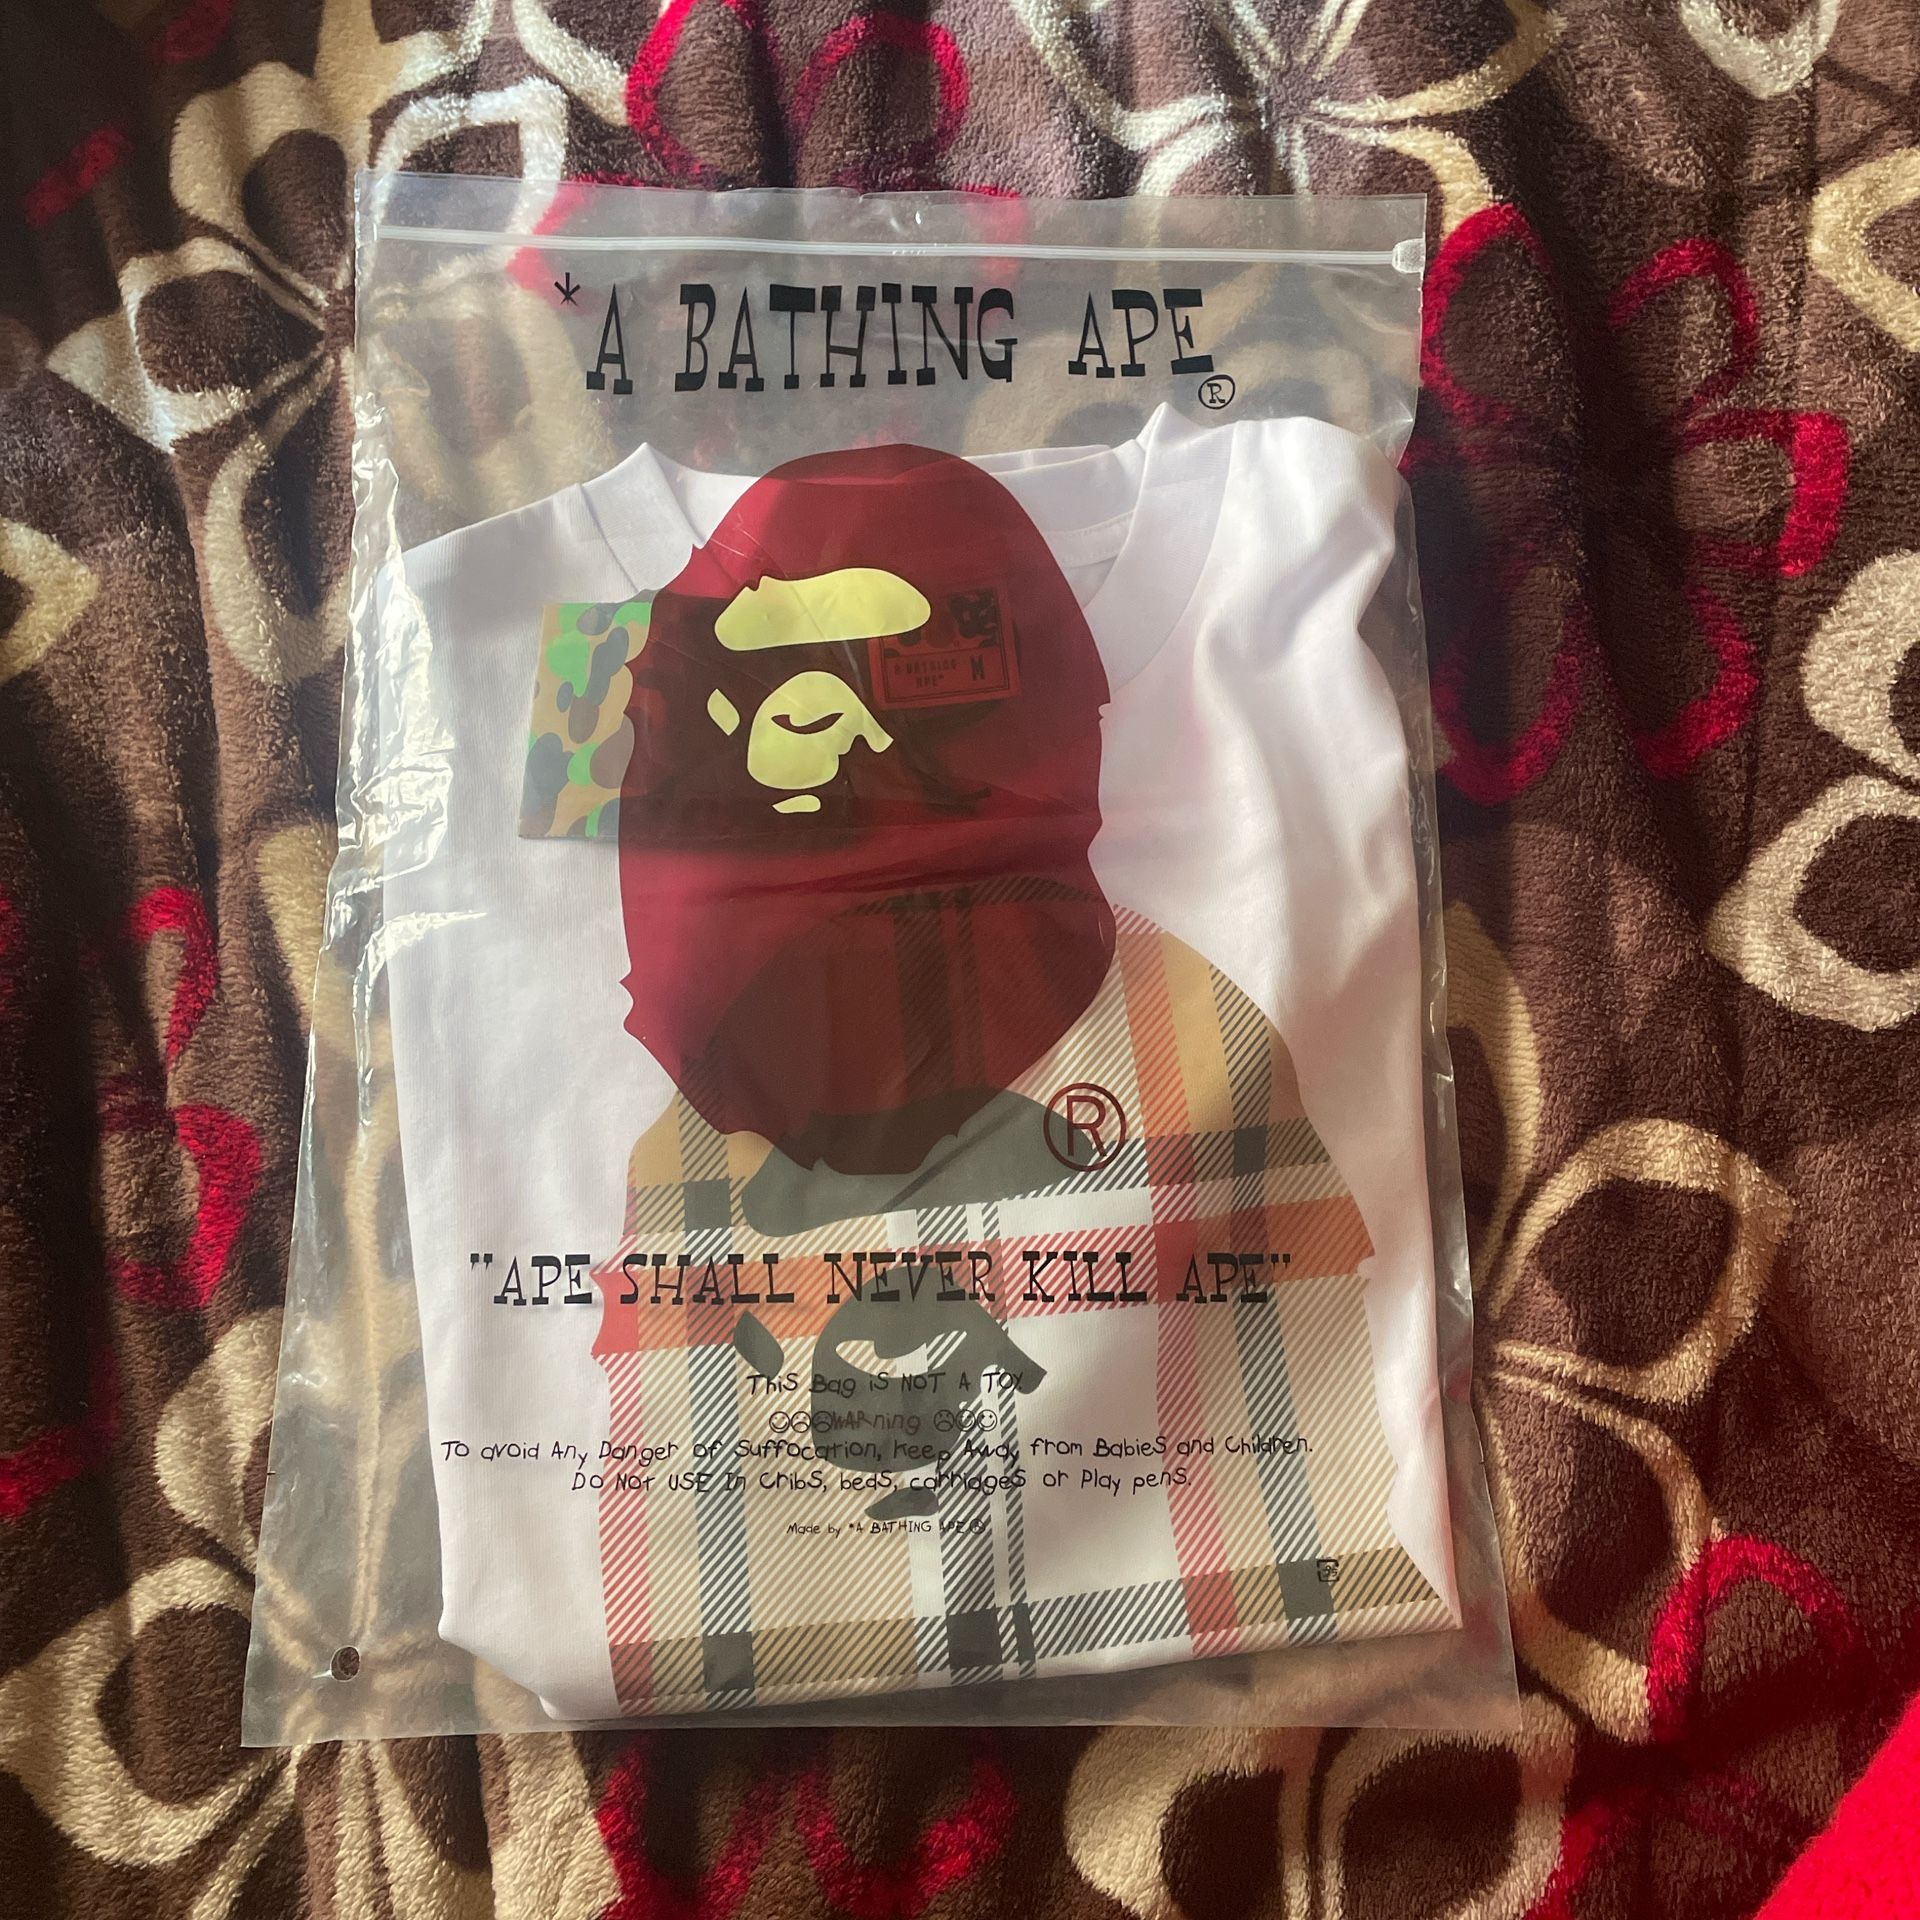 *A BATHING APE®
A BATHING
APE" M
®
"APE SHALL NEVER KILL APE"
THiS Bag iS NOT A TOY
WARning
TO avoid Any Danger of Suffocation, Keep Away from Babies and Children.
DO NOT USE In Cribs, beds, carriages or Play pens.
Made by *A BATHING APE®